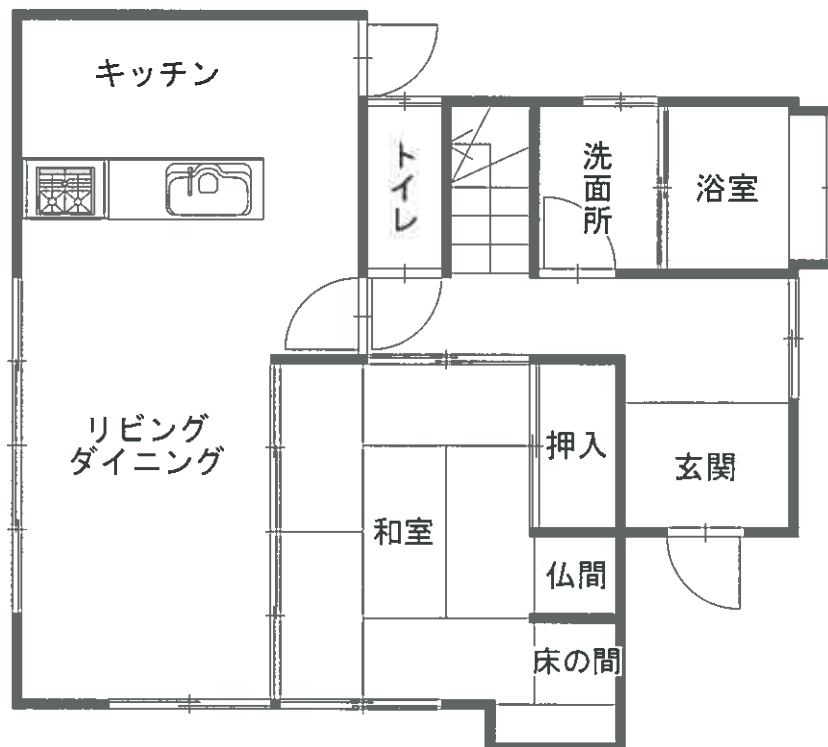 キッチン
トイレ
洗面所
浴室
リビング
ダイニング
押入
玄関
和室
仏間
床の間